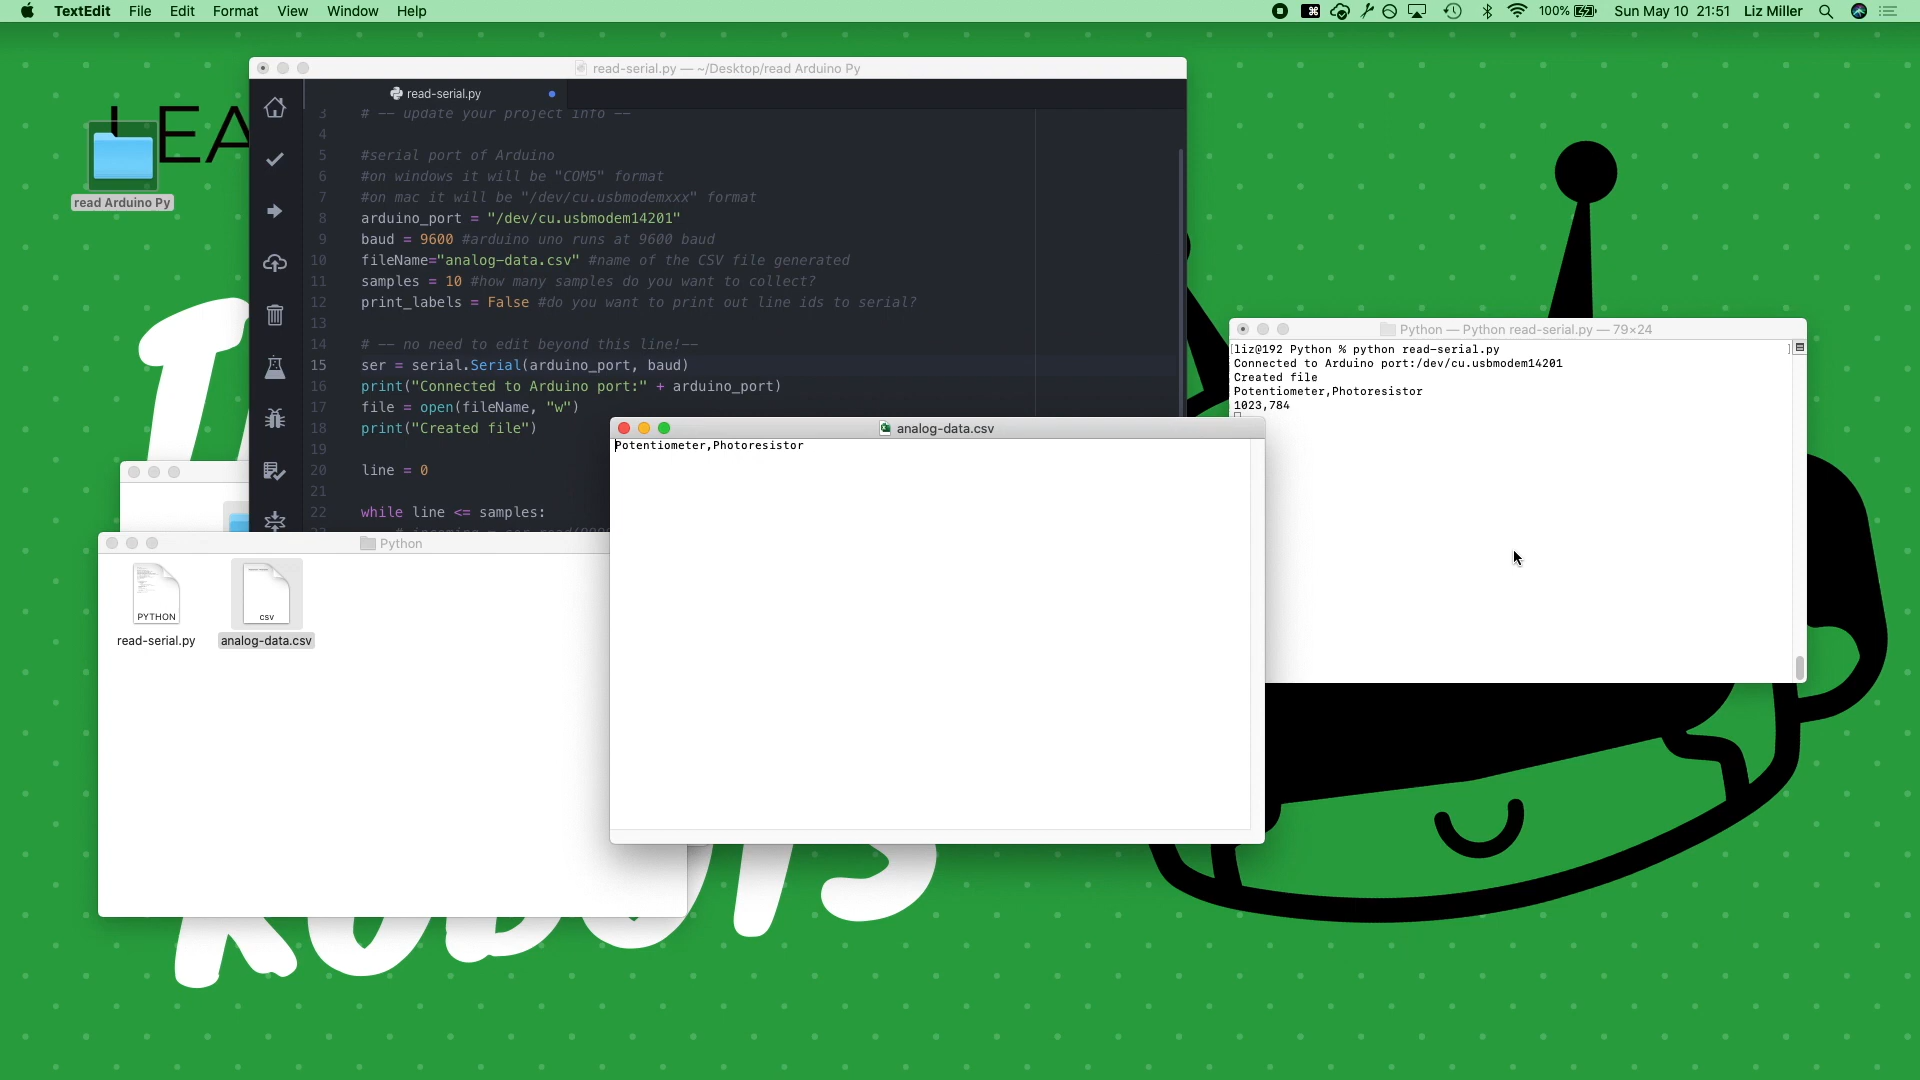 TextEdit File Edit Format View Window Help
100% Sun May 10 21:51 Liz Miller
read-serial.py — ~/Desktop/read Arduino Py
read-serial.py
LEA
read Arduino Py
3 # -- update your project info --
4
5 #serial port of Arduino
6 #on windows it will be "COM5" format
7 #on mac it will be "/dev/cu.usbmodemxxx" format
8 arduino_port = "/dev/cu.usbmodem14201"
9 baud = 9600 #arduino uno runs at 9600 baud
10 fileName="analog-data.csv" #name of the CSV file generated
11 samples = 10 #how many samples do you want to collect?
12 print_labels = False #do you want to print out line ids to serial?
13
14 # -- no need to edit beyond this line!--
15 ser = serial.Serial(arduino_port, baud)
16 print("Connected to Arduino port:" + arduino_port)
17 file = open(fileName, "w")
18 print("Created file")
19
20 line = 0
21
22 while line <= samples:
Python — Python read-serial.py — 79×24
[liz@192 Python % python read-serial.py ]
Connected to Arduino port:/dev/cu.usbmodem14201
Created file
Potentiometer,Photoresistor
1023,784
analog-data.csv
Potentiometer,Photoresistor
Python
PYTHON
read-serial.py
csv
analog-data.csv